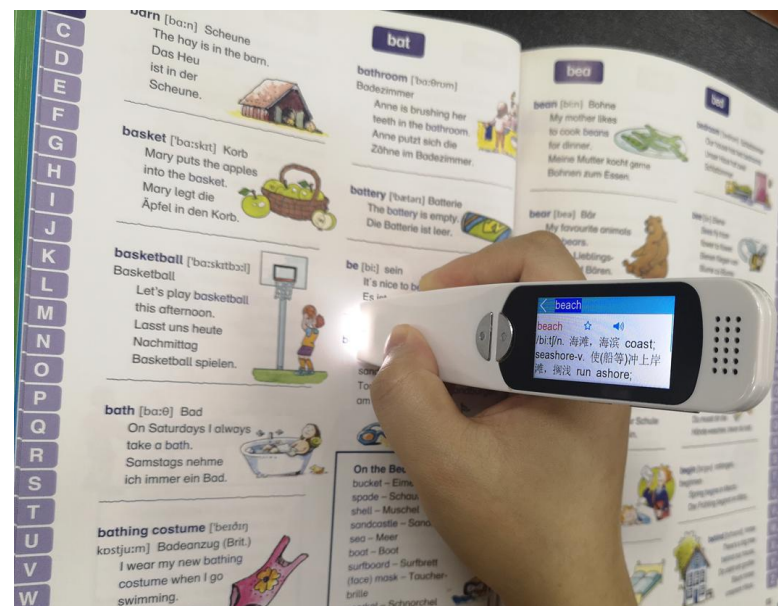 C
D
E
F
G
H
I
J
K
L
M
N
O
P
Q
R
S
T
U
V
W
barn [bɑːn] Scheune
The hay is in the barn.
Das Heu
ist in der
Scheune.
basket ['bɑːskɪt] Korb
Mary puts the apples
into the basket.
Mary legt die
Äpfel in den Korb.
basketball ['bɑːskɪtbɔːl]
Basketball
Let's play basketball
this afternoon.
Lasst uns heute
Nachmittag
Basketball spielen.
bath [bɑːθ] Bad
On Saturdays I always
take a bath.
Samstags nehme
ich immer ein Bad.
bathing costume ['beɪðɪŋ
kɒstjuːm] Badeanzug (Brit.)
I wear my new bathing
costume when I go
swimming.
bat
bathroom ['bɑːθrʊm]
Badezimmer
Anne is brushing her
teeth in the bathroom.
Anne putzt sich die
Zähne im Badezimmer.
battery ['bætəri] Batterie
The battery is empty.
Die Batterie ist leer.
be [biː] sein
It's nice to be
On the
bucket –
spade –
shell – Muschel
sandcastle –
sea – Meer
boat – Boot
surfboard – Surfbrett
(face) mask – Taucher-
brille
– Schnorchel
bea
bean [biːn] Bohne
My mother likes
to cook beans
for dinner.
Meine Mutter kocht gerne
Bohnen zum Essen.
bear [beə] Bär
My favourite animals
bears.
Lieblings-
Bären.
Schule
bed
begin
beach
beach
/biːtʃ/n. 海滩，海滨 coast;
seashore-v. 使(船等)冲上岸
滩，搁浅 run ashore;